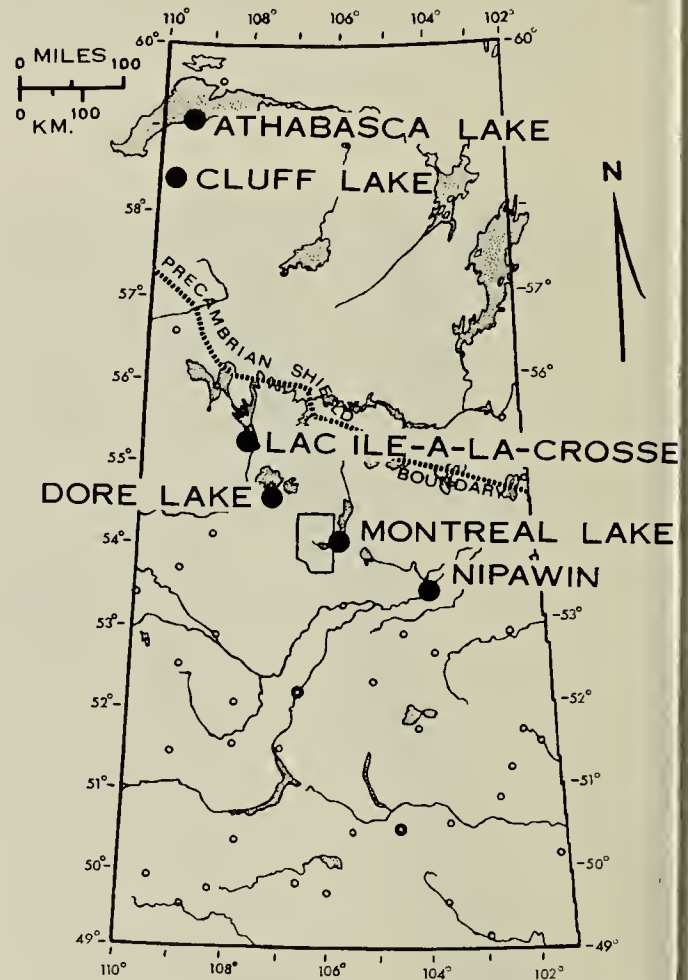 110° 108° 106° 104° 102°
60° 60°
0 MILES 100
0 100
KM.
ATHABASCA LAKE
CLUFF LAKE
N
58°
57° 57°
PRECAMBRIAN SHIELD
56° 56°
LAC ILE-A-LA-CROSSE
55°
BOUNDARY
DORE LAKE
54°
MONTREAL LAKE
NIPAWIN
53° 53°
52° 52°
51° 51°
50° 50°
49° 49°
110° 108° 106° 104° 102°